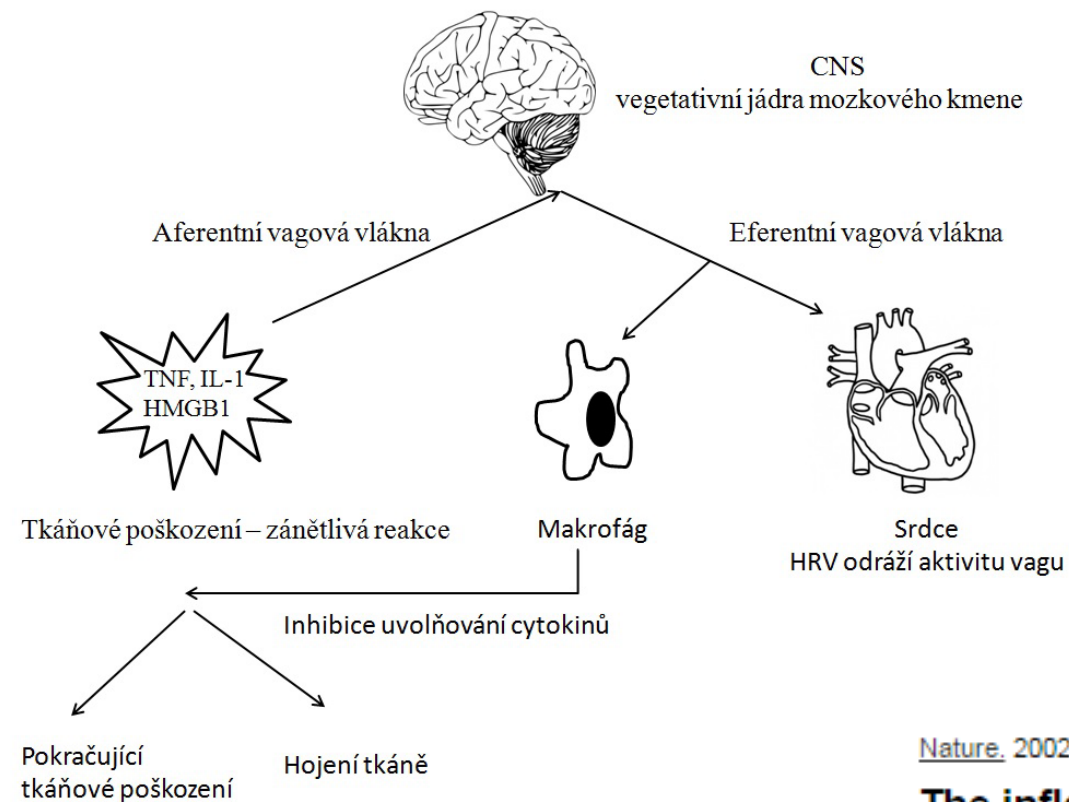 CNS
vegetativní jádra mozkového kmene
Aferentní vagová vlákna
Eferentní vagová vlákna
TNF, IL-1
HMGB1
Tkáňové poškození – zánětlivá reakce
Makrofág
Srdce
HRV odráží aktivitu vagu
Inhibice uvolňování cytokinů
Pokračující
tkáňové poškození
Hojení tkáně
Nature. 2002
The